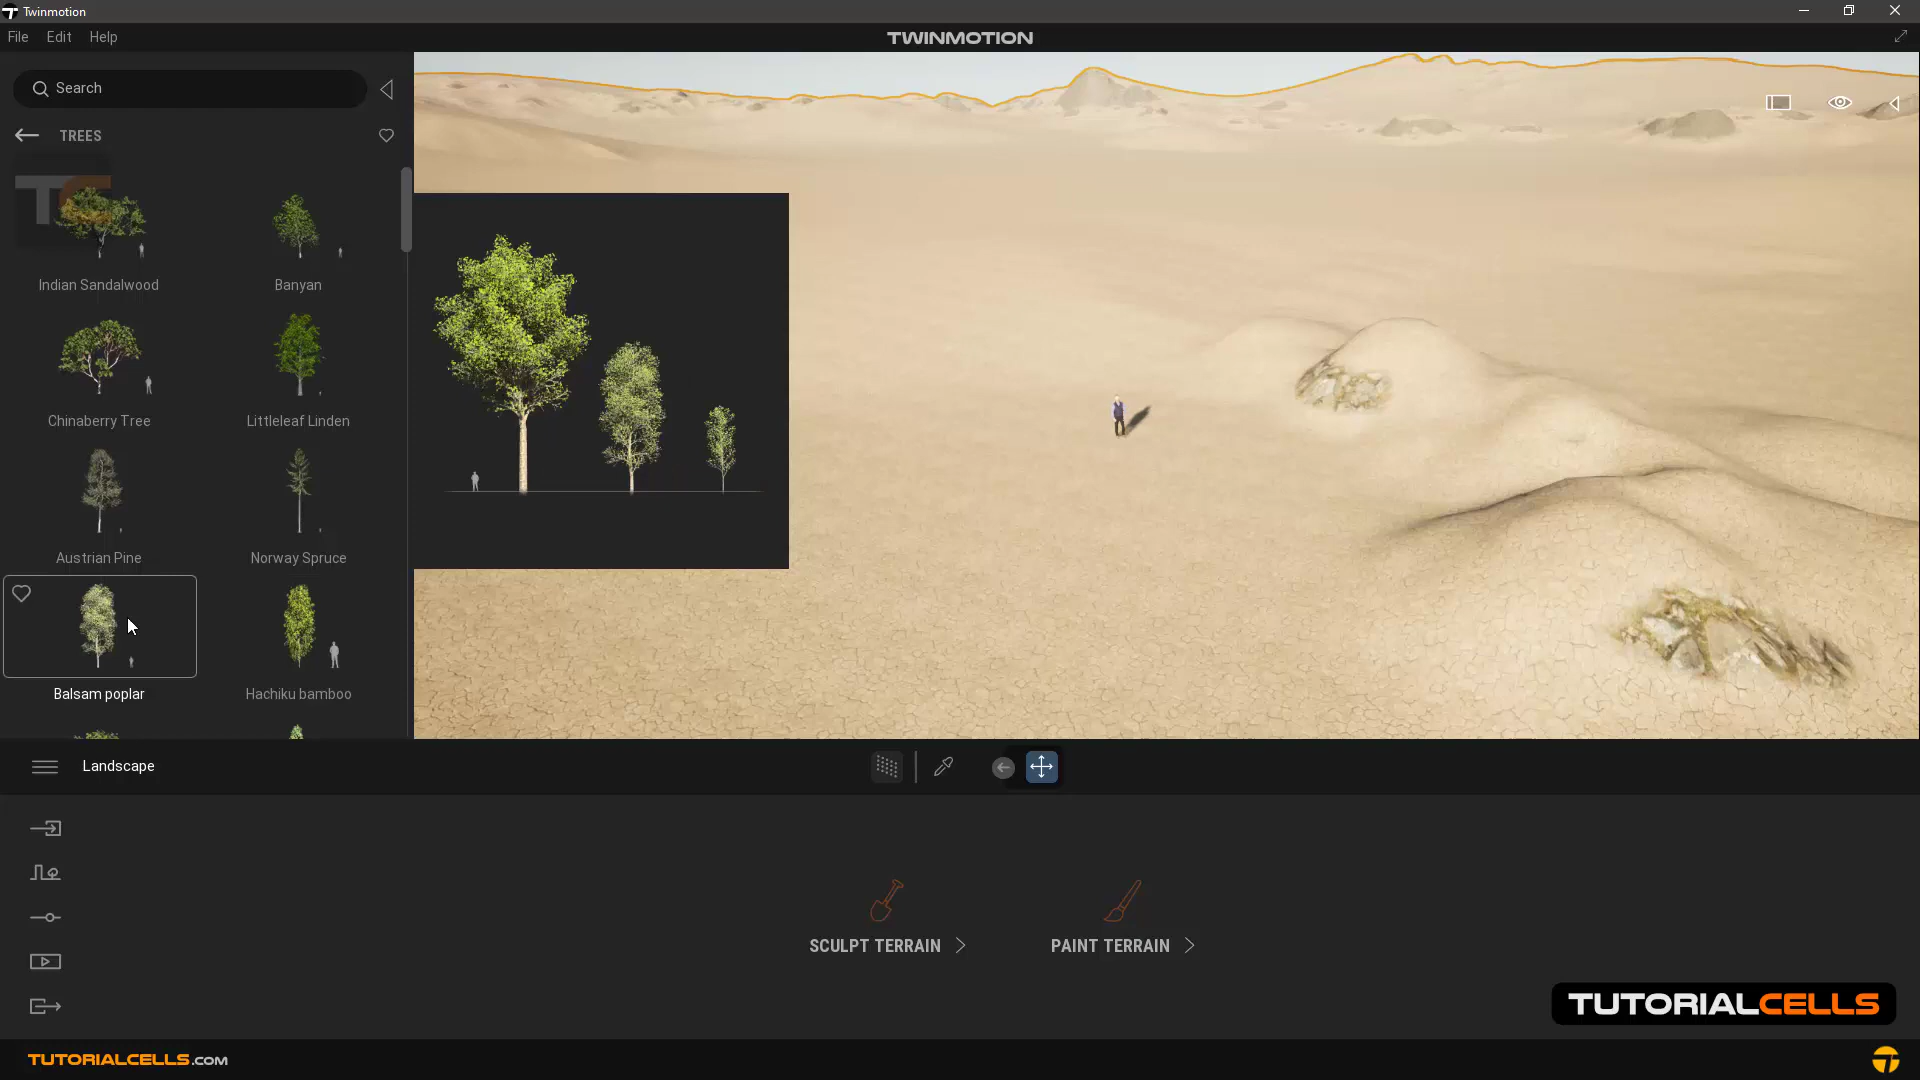 Twinmotion
File Edit Help
TWINMOTION
Search
TREES
TC
Indian Sandalwood Banyan
Chinaberry Tree Littleleaf Linden
Austrian Pine Norway Spruce
Balsam poplar Hachiku bamboo
Landscape
SCULPT TERRAIN PAINT TERRAIN
TUTORIALCELLS
TUTORIALCELLS.COM